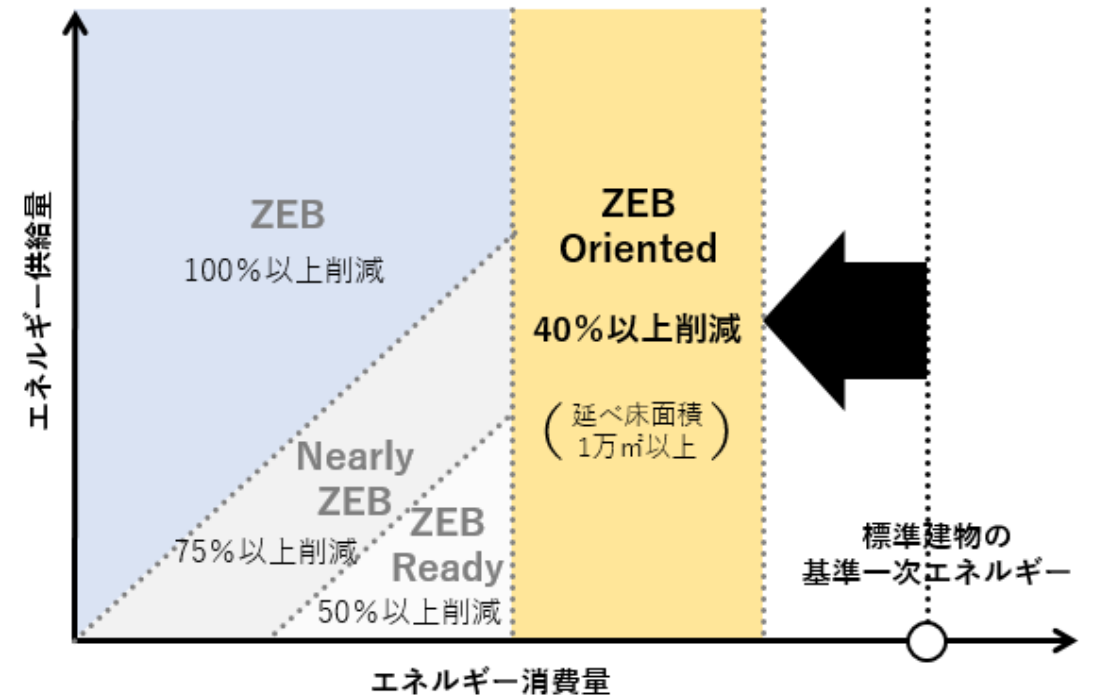 エネルギー供給量
ZEB
100%以上削減
Nearly
ZEB
75%以上削減
ZEB
Ready
50%以上削減
ZEB
Oriented
40%以上削減
(延べ床面積
1万㎡以上)
標準建物の
基準一次エネルギー
エネルギー消費量